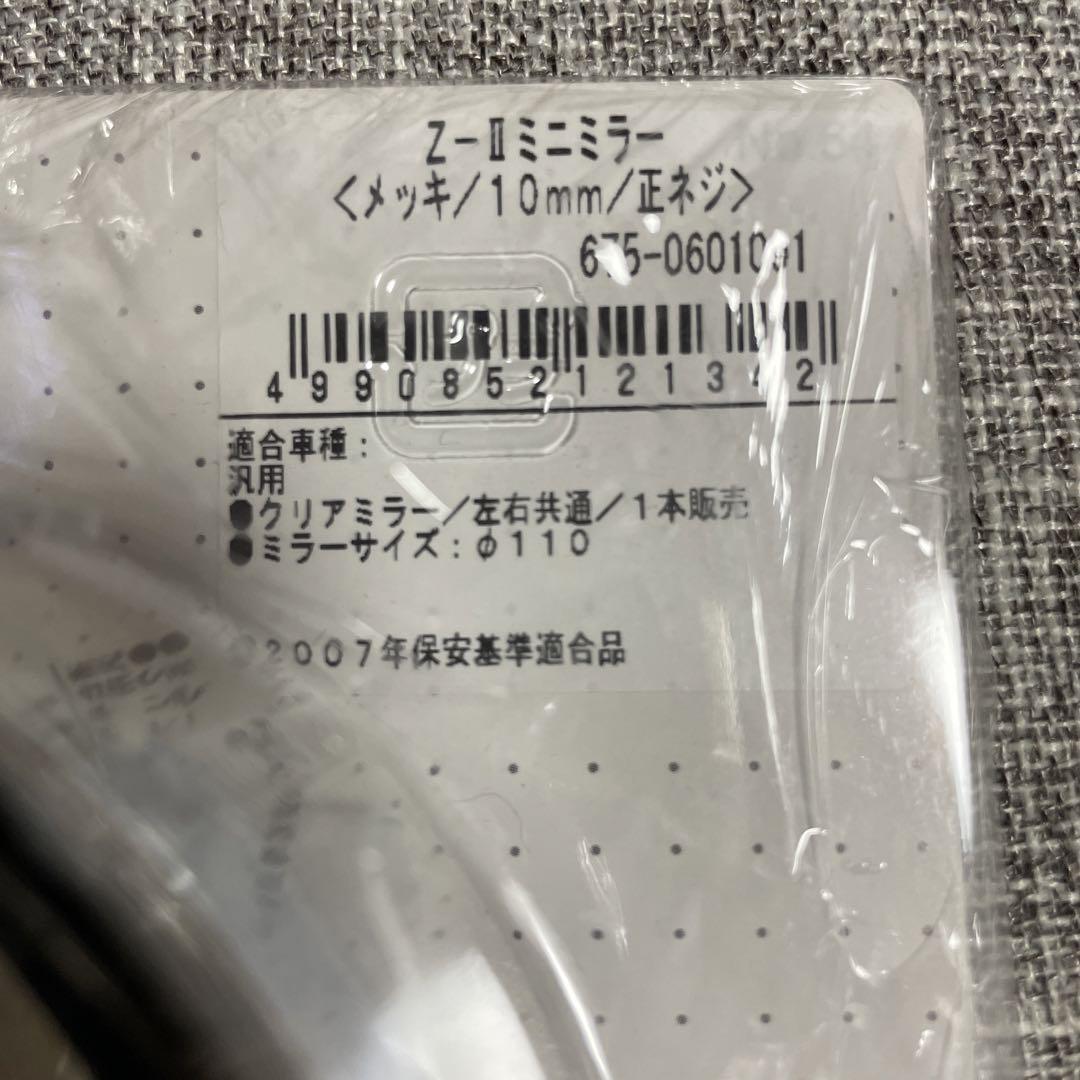 Z-Ⅱミニミラー
<メッキ/10mm/正ネジ>
675-0601001
4990852121342
適合車種:
汎用
●クリアミラー/左右共通/1本販売
●ミラーサイズ:φ110
●2007年保安基準適合品